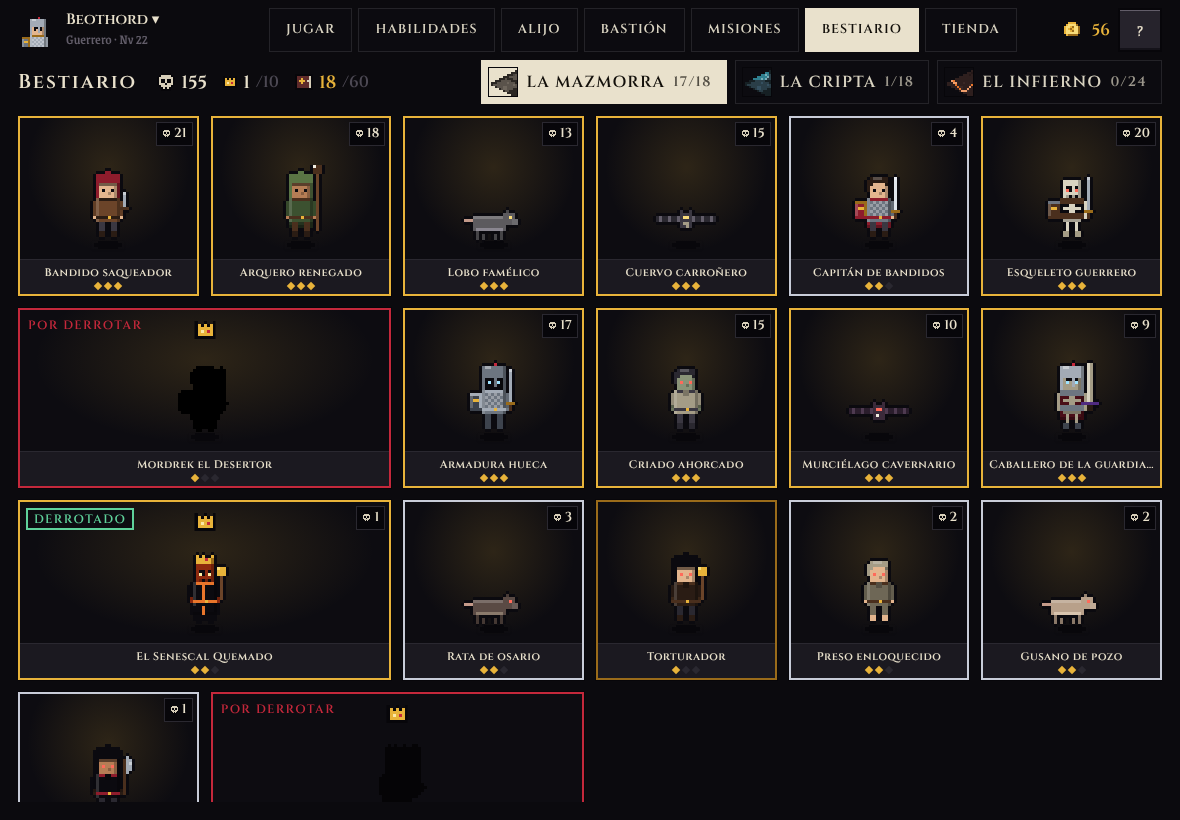 Beothord ▾
Guerrero · Nv 22
JUGAR
HABILIDADES
ALIJO
BASTIÓN
MISIONES
BESTIARIO
TIENDA
56
?
Bestiario
155
1 /10
18 /60
LA MAZMORRA 17/18
LA CRIPTA 1/18
EL INFIERNO 0/24
21
Bandido saqueador
18
Arquero renegado
13
Lobo famélico
15
Cuervo carroñero
4
Capitán de bandidos
20
Esqueleto guerrero
POR DERROTAR
Mordrek el Desertor
17
Armadura hueca
15
Criado ahorcado
10
Murciélago cavernario
9
Caballero de la guardia…
DERROTADO
1
El Senescal Quemado
3
Rata de osario
Torturador
2
Preso enloquecido
2
Gusano de pozo
1
POR DERROTAR